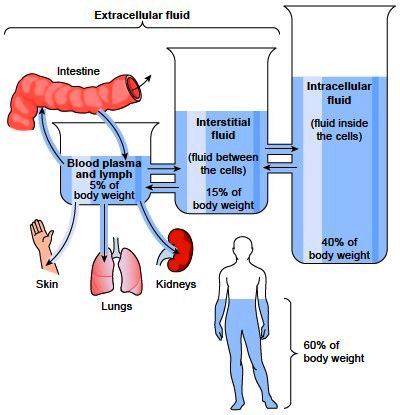 Extracellular fluid
Intestine
Blood plasma
and lymph
5% of
body weight
Interstitial
fluid
(fluid between
the cells)
15% of
body weight
Intracellular
fluid
(fluid inside
the cells)
40% of
body weight
Skin
Lungs
Kidneys
60% of
body weight